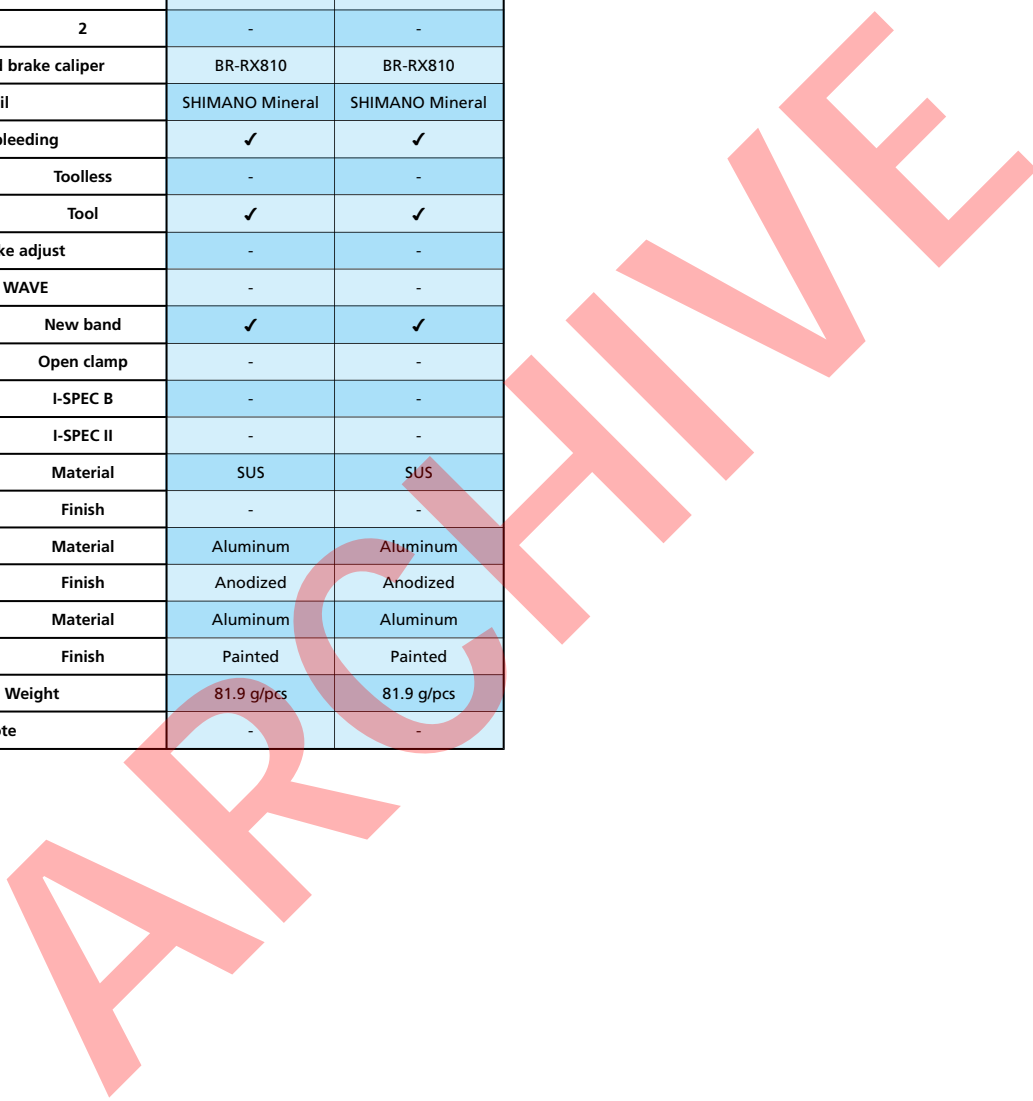 2 - -
l brake caliper BR-RX810 BR-RX810
il SHIMANO Mineral SHIMANO Mineral
leeding ✓ ✓
Toolless - -
Tool ✓ ✓
ke adjust - -
WAVE - -
New band ✓ ✓
Open clamp - -
I-SPEC B - -
I-SPEC II - -
Material SUS SUS
Finish - -
Material Aluminum Aluminum
Finish Anodized Anodized
Material Aluminum Aluminum
Finish Painted Painted
Weight 81.9 g/pcs 81.9 g/pcs
te - -
ARCHIVE